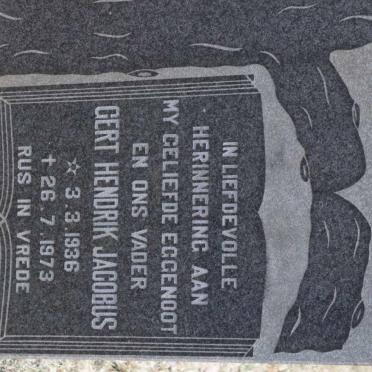 IN LIEFDEVOLLE
HERINNERING AAN
MY GELIEFDE EGGENOOT
EN ONS VADER
GERT HENDRIK JACOBUS
☆ 3.3.1936
† 26.7.1973
RUS IN VREDE